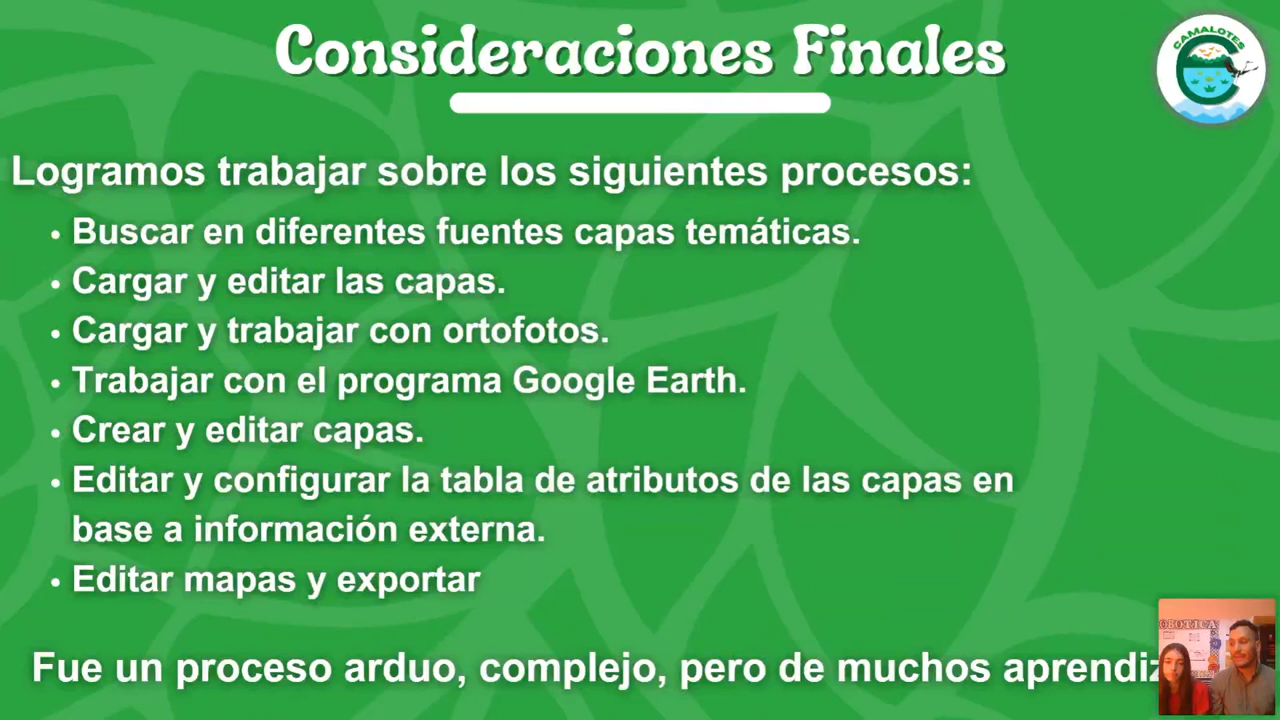 Consideraciones Finales
CAMALOTES
Logramos trabajar sobre los siguientes procesos:
• Buscar en diferentes fuentes capas temáticas.
• Cargar y editar las capas.
• Cargar y trabajar con ortofotos.
• Trabajar con el programa Google Earth.
• Crear y editar capas.
• Editar y configurar la tabla de atributos de las capas en
base a información externa.
• Editar mapas y exportar
OBOTICA
Fue un proceso arduo, complejo, pero de muchos aprendiz